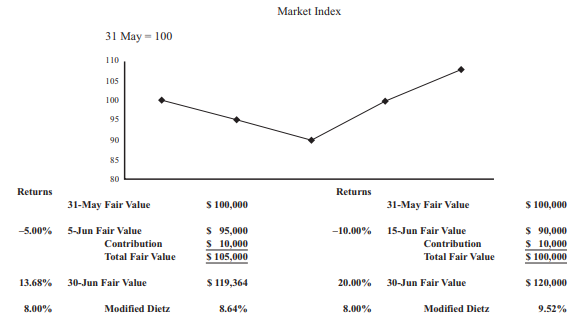 Market Index
31 May = 100
110
105
100
95
90
85
80
Returns
31-May Fair Value $ 100,000
–5.00% 5-Jun Fair Value $ 95,000
Contribution $ 10,000
Total Fair Value $ 105,000
13.68% 30-Jun Fair Value $ 119,364
8.00% Modified Dietz 8.64%
Returns
31-May Fair Value $ 100,000
–10.00% 15-Jun Fair Value $ 90,000
Contribution $ 10,000
Total Fair Value $ 100,000
20.00% 30-Jun Fair Value $ 120,000
8.00% Modified Dietz 9.52%